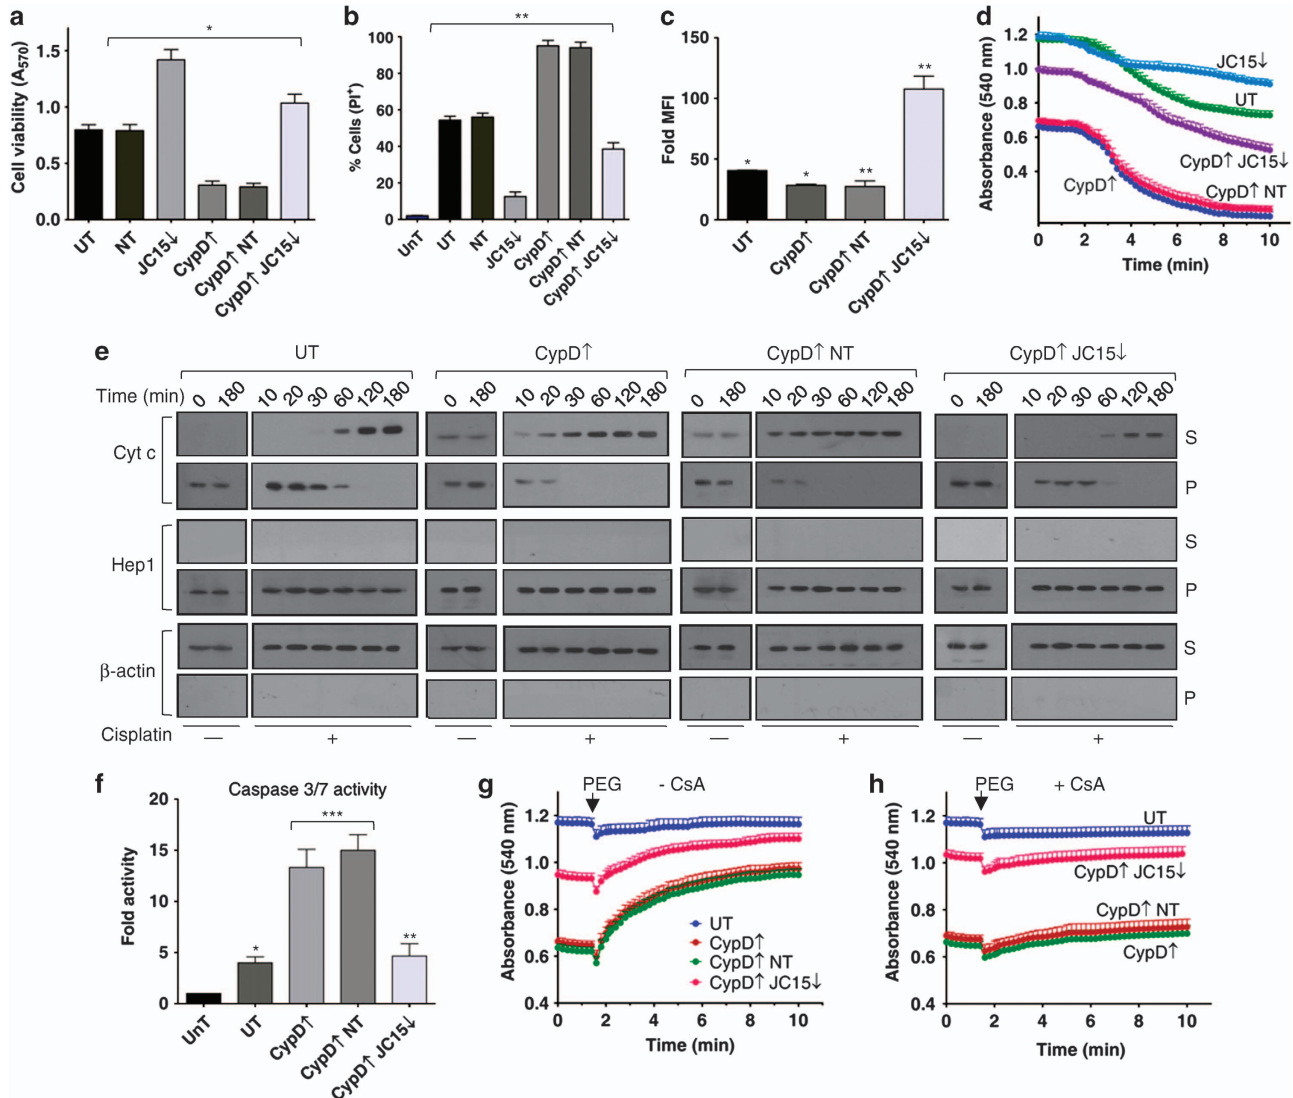 a
Cell viability (A570)
1.5
1.0
0.5
0.0
*
UT
NT
JC15↓
CypD↑
CypD↑ NT
CypD↑ JC15↓
b
% Cells (PI+)
100
80
60
40
20
0
**
UnT
UT
NT
JC15↓
CypD↑
CypD↑ NT
CypD↑ JC15↓
c
Fold MFI
150
100
50
0
*
*
**
**
UT
CypD↑
CypD↑ NT
CypD↑ JC15↓
d
Absorbance (540 nm)
1.2
1.0
0.8
0.6
0.4
JC15↓
UT
CypD↑ JC15↓
CypD↑
CypD↑ NT
0 2 4 6 8 10
Time (min)
e
UT CypD↑ CypD↑ NT CypD↑ JC15↓
Time (min) 0 180 10 20 30 60 120 180 0 180 10 20 30 60 120 180 0 180 10 20 30 60 120 180 0 180 10 20 30 60 120 180
Cyt c
S
P
Hep1
S
P
β-actin
S
P
Cisplatin — + — + — + — +
f
Caspase 3/7 activity
Fold activity
20
15
10
5
0
*
***
**
UnT
UT
CypD↑
CypD↑ NT
CypD↑ JC15↓
g
PEG - CsA
Absorbance (540 nm)
1.2
1.0
0.8
0.6
0.4
UT
CypD↑
CypD↑ NT
CypD↑ JC15↓
0 2 4 6 8 10
Time (min)
h
PEG + CsA
Absorbance (540 nm)
1.2
1.0
0.8
0.6
0.4
UT
CypD↑ JC15↓
CypD↑ NT
CypD↑
0 2 4 6 8 10
Time (min)